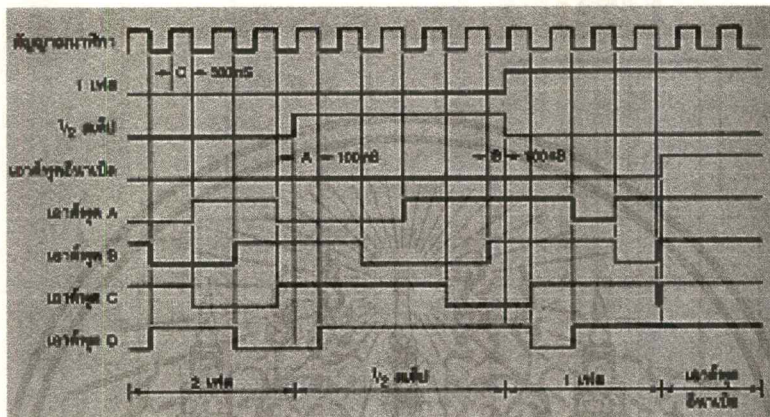 สัญญาณนาฬิกา
1 เฟส
C 500nS
1/2 สเต็ป
A 100nS B 100nS
เอาต์พุตอีนาเบิล
เอาต์พุต A
เอาต์พุต B
เอาต์พุต C
เอาต์พุต D
2 เฟส 1/2 สเต็ป 1 เฟส เอาต์พุต
อีนาเบิล